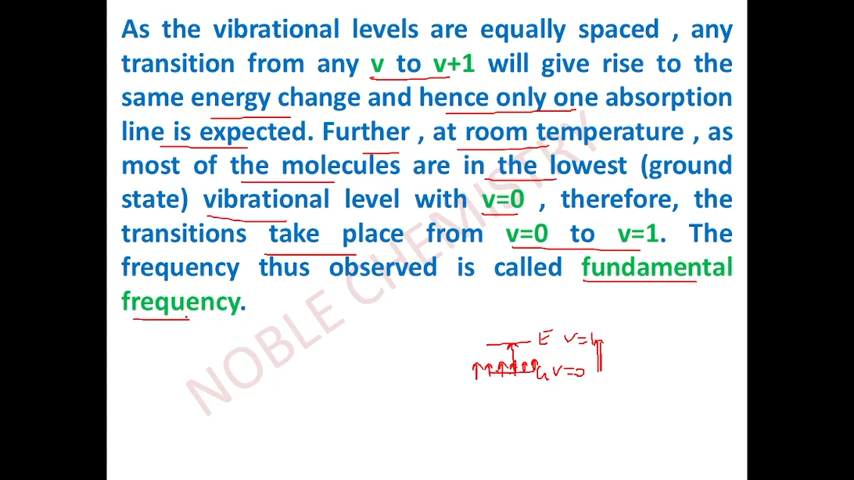 As the vibrational levels are equally spaced , any
transition from any v to v+1 will give rise to the
same energy change and hence only one absorption
line is expected. Further , at room temperature , as
most of the molecules are in the lowest (ground
state) vibrational level with v=0 , therefore, the
transitions take place from v=0 to v=1. The
frequency thus observed is called fundamental
frequency.
NOBLE CHEMISTRY
E v=1
G v=0